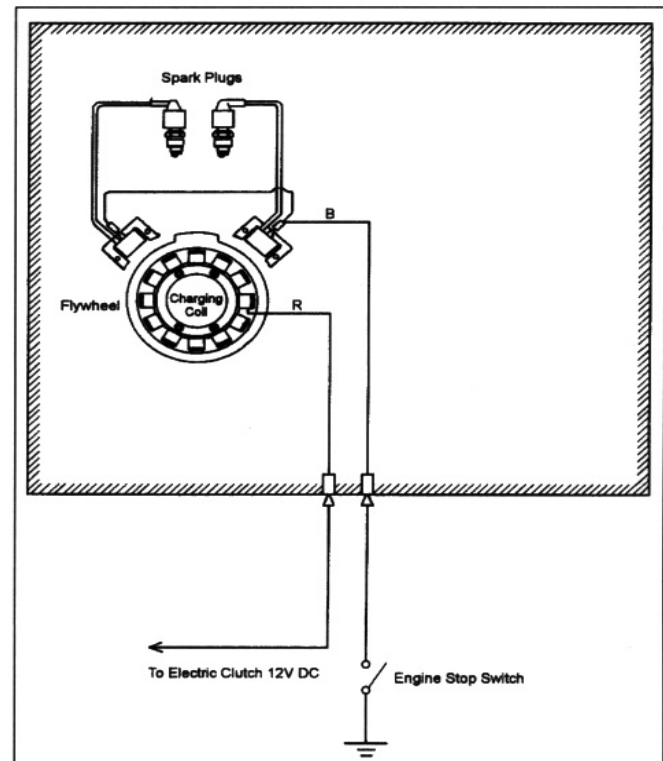 Spark Plugs
B
Flywheel
Charging
Coil
R
To Electric Clutch 12V DC
Engine Stop Switch